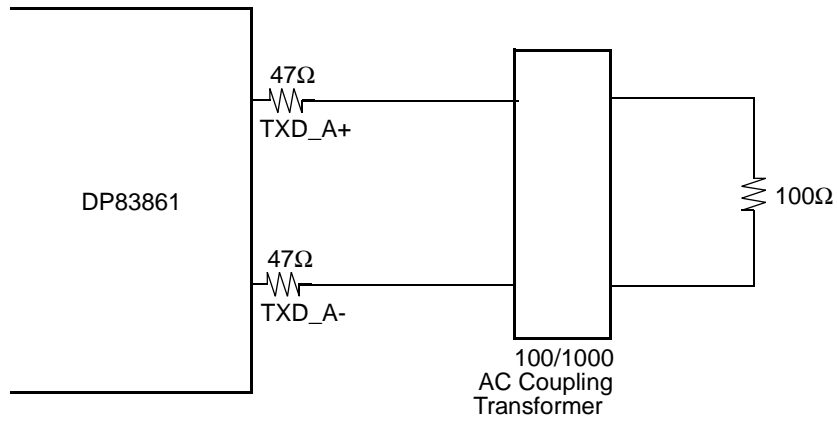 47Ω
TXD_A+
DP83861
100Ω
47Ω
TXD_A-
100/1000
AC Coupling
Transformer